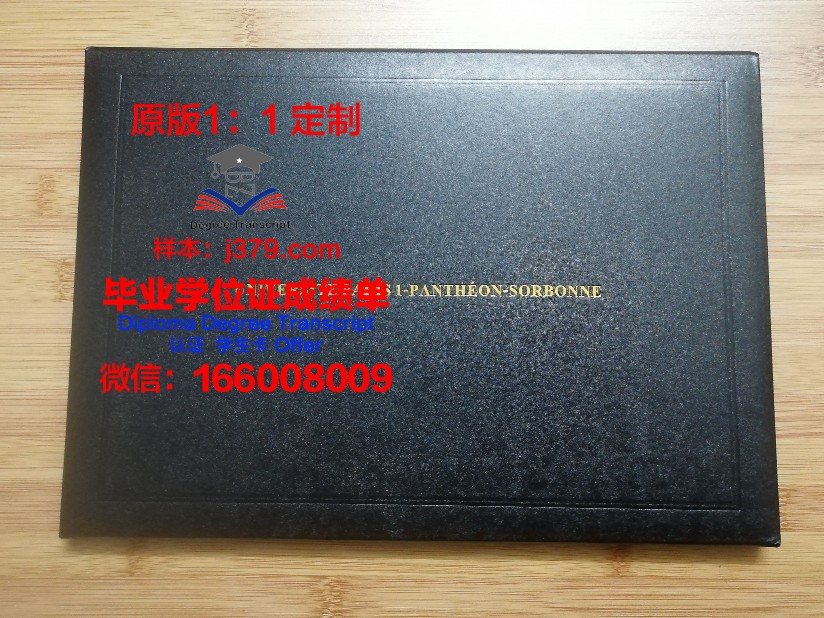 原版1：1 定制
Degree Transcript
样本：j379.com
毕业学位证成绩单
1-PANTHÉON-SORBONNE
Diploma Degree Transcript
认证 学生卡 Offer
微信：166008009